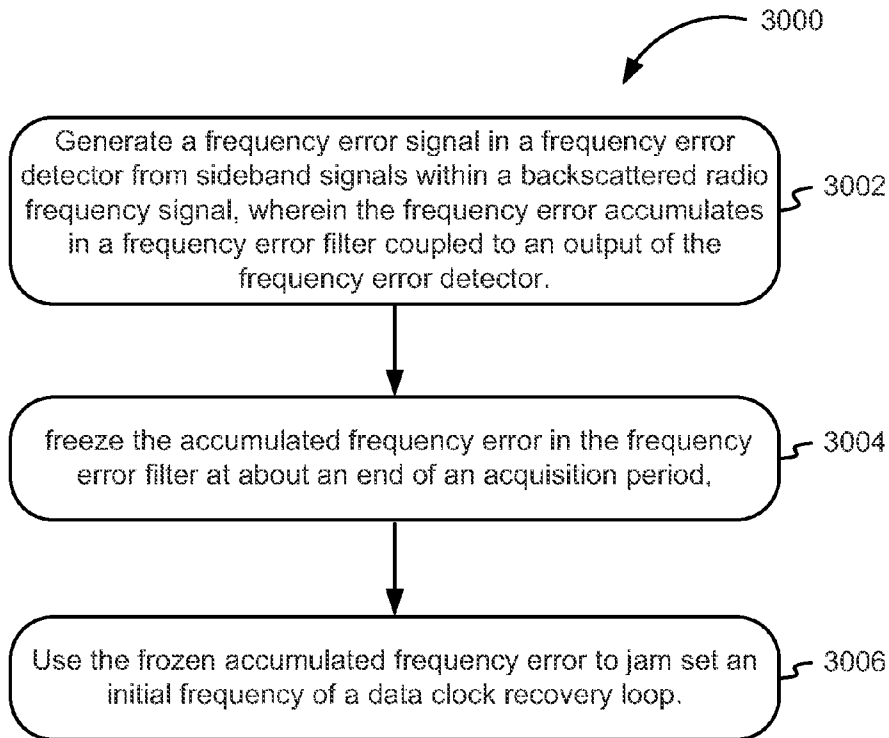 3000
Generate a frequency error signal in a frequency error
detector from sideband signals within a backscattered radio
frequency signal, wherein the frequency error accumulates
in a frequency error filter coupled to an output of the
frequency error detector.
3002
freeze the accumulated frequency error in the frequency
error filter at about an end of an acquisition period,
3004
Use the frozen accumulated frequency error to jam set an
initial frequency of a data clock recovery loop.
3006